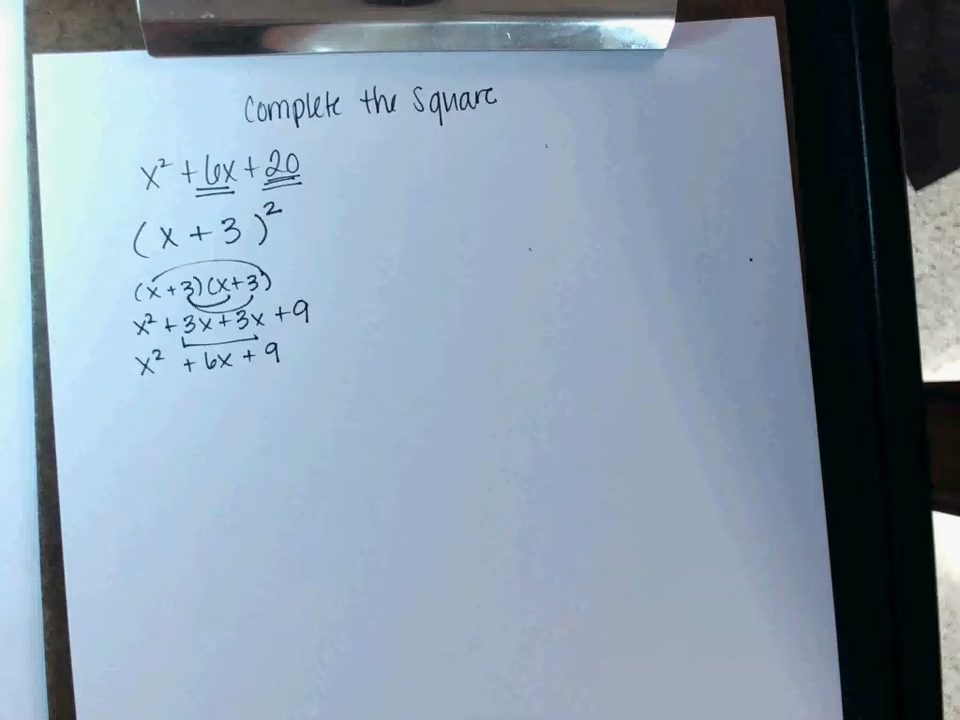 Complete the Square
x² + 6x + 20
(x + 3)²
(x + 3)(x + 3)
x² + 3x + 3x + 9
x² + 6x + 9